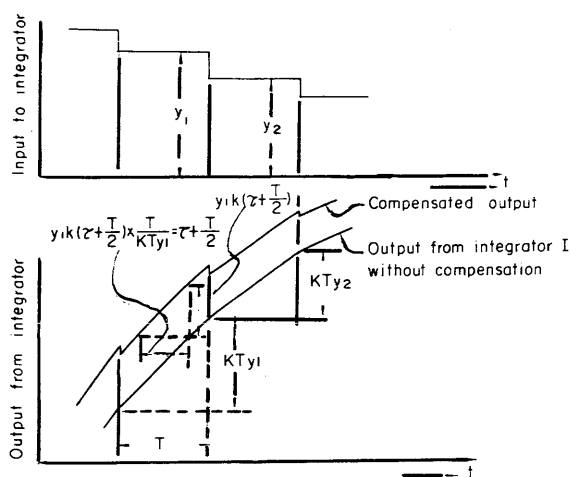 Input to integrator
y₁
y₂
t
y₁k(τ+T/2)
y₁k(τ+T/2)×T/KTy₁=τ+T/2
Compensated output
Output from integrator I
without compensation
KTy₂
KTy₁
Output from integrator
T
t